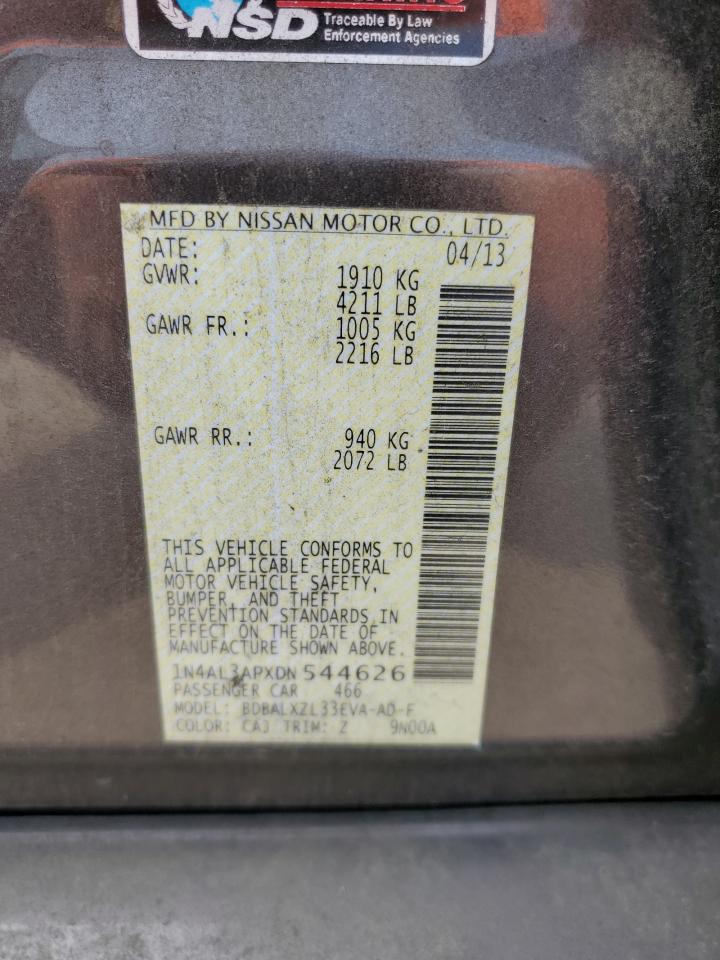 NSD
Traceable By Law
Enforcement Agencies
MFD BY NISSAN MOTOR CO., LTD.
DATE: 04/13
GVWR: 1910 KG
4211 LB
GAWR FR.: 1005 KG
2216 LB
GAWR RR.: 940 KG
2072 LB
THIS VEHICLE CONFORMS TO
ALL APPLICABLE FEDERAL
MOTOR VEHICLE SAFETY,
BUMPER, AND THEFT
PREVENTION STANDARDS IN
EFFECT ON THE DATE OF
MANUFACTURE SHOWN ABOVE.
1N4AL3APXDN544626
PASSENGER CAR 466
MODEL: BDBALXZL33EVA-AD-F
COLOR: CAJ TRIM: Z 9N00A